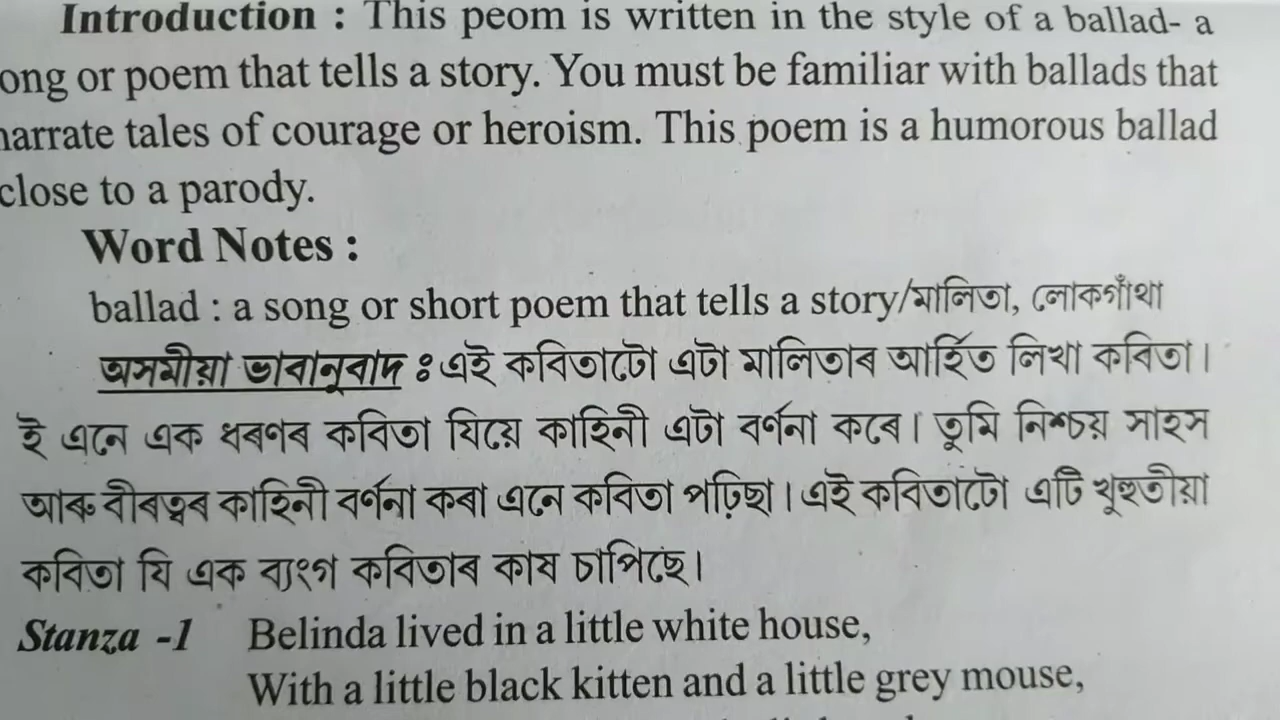 Introduction : This peom is written in the style of a ballad- a
ong or poem that tells a story. You must be familiar with ballads that
narrate tales of courage or heroism. This poem is a humorous ballad
close to a parody.
Word Notes :
ballad : a song or short poem that tells a story/মালিতা, লোকগাঁথা
অসমীয়া ভাবানুবাদ ঃ এই কবিতাটো এটা মালিতাৰ আৰ্হিত লিখা কবিতা।
ই এনে এক ধৰণৰ কবিতা যিয়ে কাহিনী এটা বৰ্ণনা কৰে। তুমি নিশ্চয় সাহস
আৰু বীৰত্বৰ কাহিনী বৰ্ণনা কৰা এনে কবিতা পঢ়িছা। এই কবিতাটো এটি খুহুতীয়া
কবিতা যি এক ব্যংগ কবিতাৰ কাষ চাপিছে।
Stanza -1 Belinda lived in a little white house,
With a little black kitten and a little grey mouse,